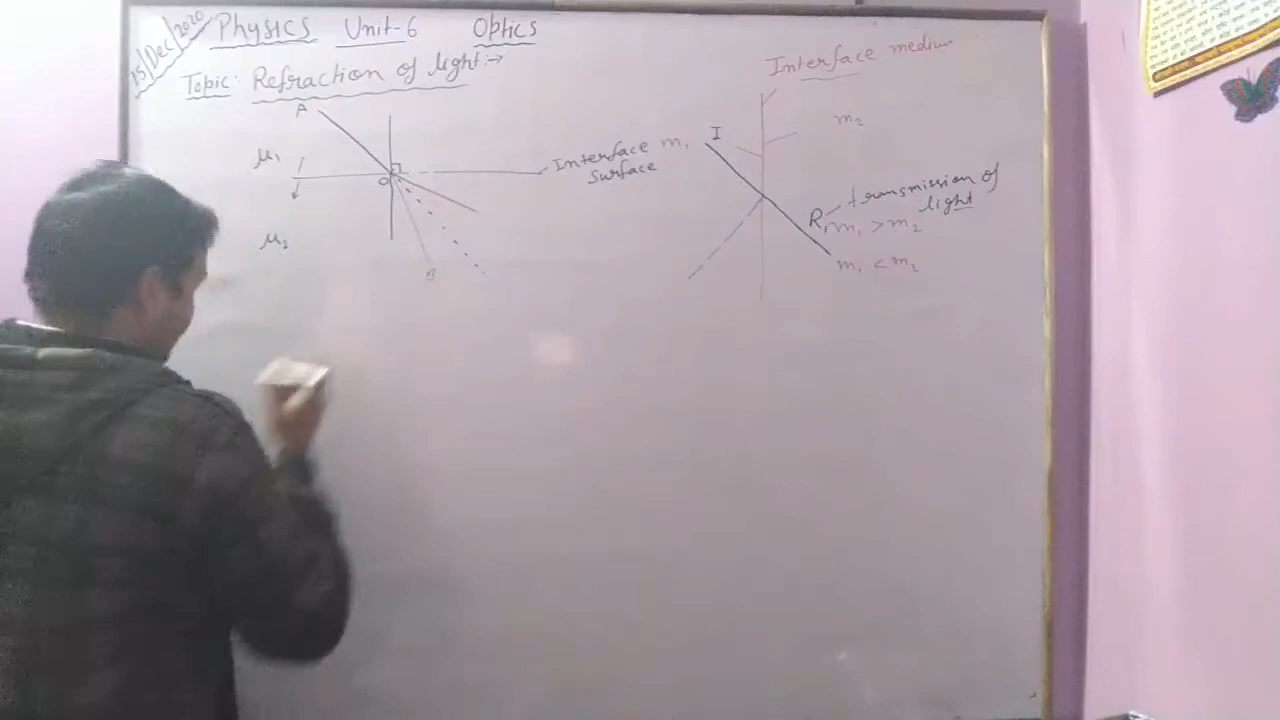 15/Dec/2020
Physics Unit-6 Optics
Topic: Refraction of light:→
A
μ₁
O
μ₂
B
Interface
Surface
Interface medium
m₁
I
m₂
R,
transmission of
light
m₁ > m₂
m₁ < m₂